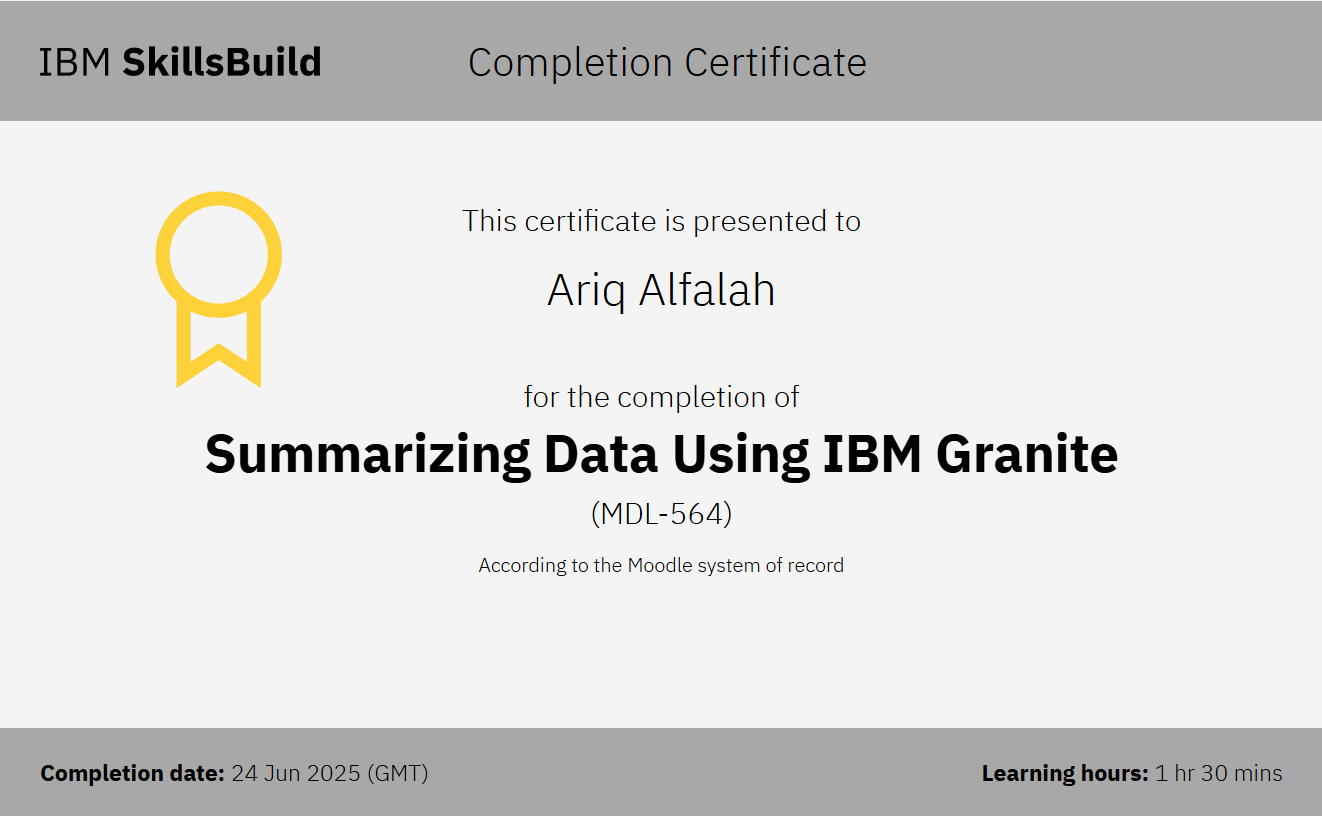 IBM SkillsBuild
Completion Certificate
This certificate is presented to
Ariq Alfalah
for the completion of
Summarizing Data Using IBM Granite
(MDL-564)
According to the Moodle system of record
Completion date: 24 Jun 2025 (GMT)
Learning hours: 1 hr 30 mins